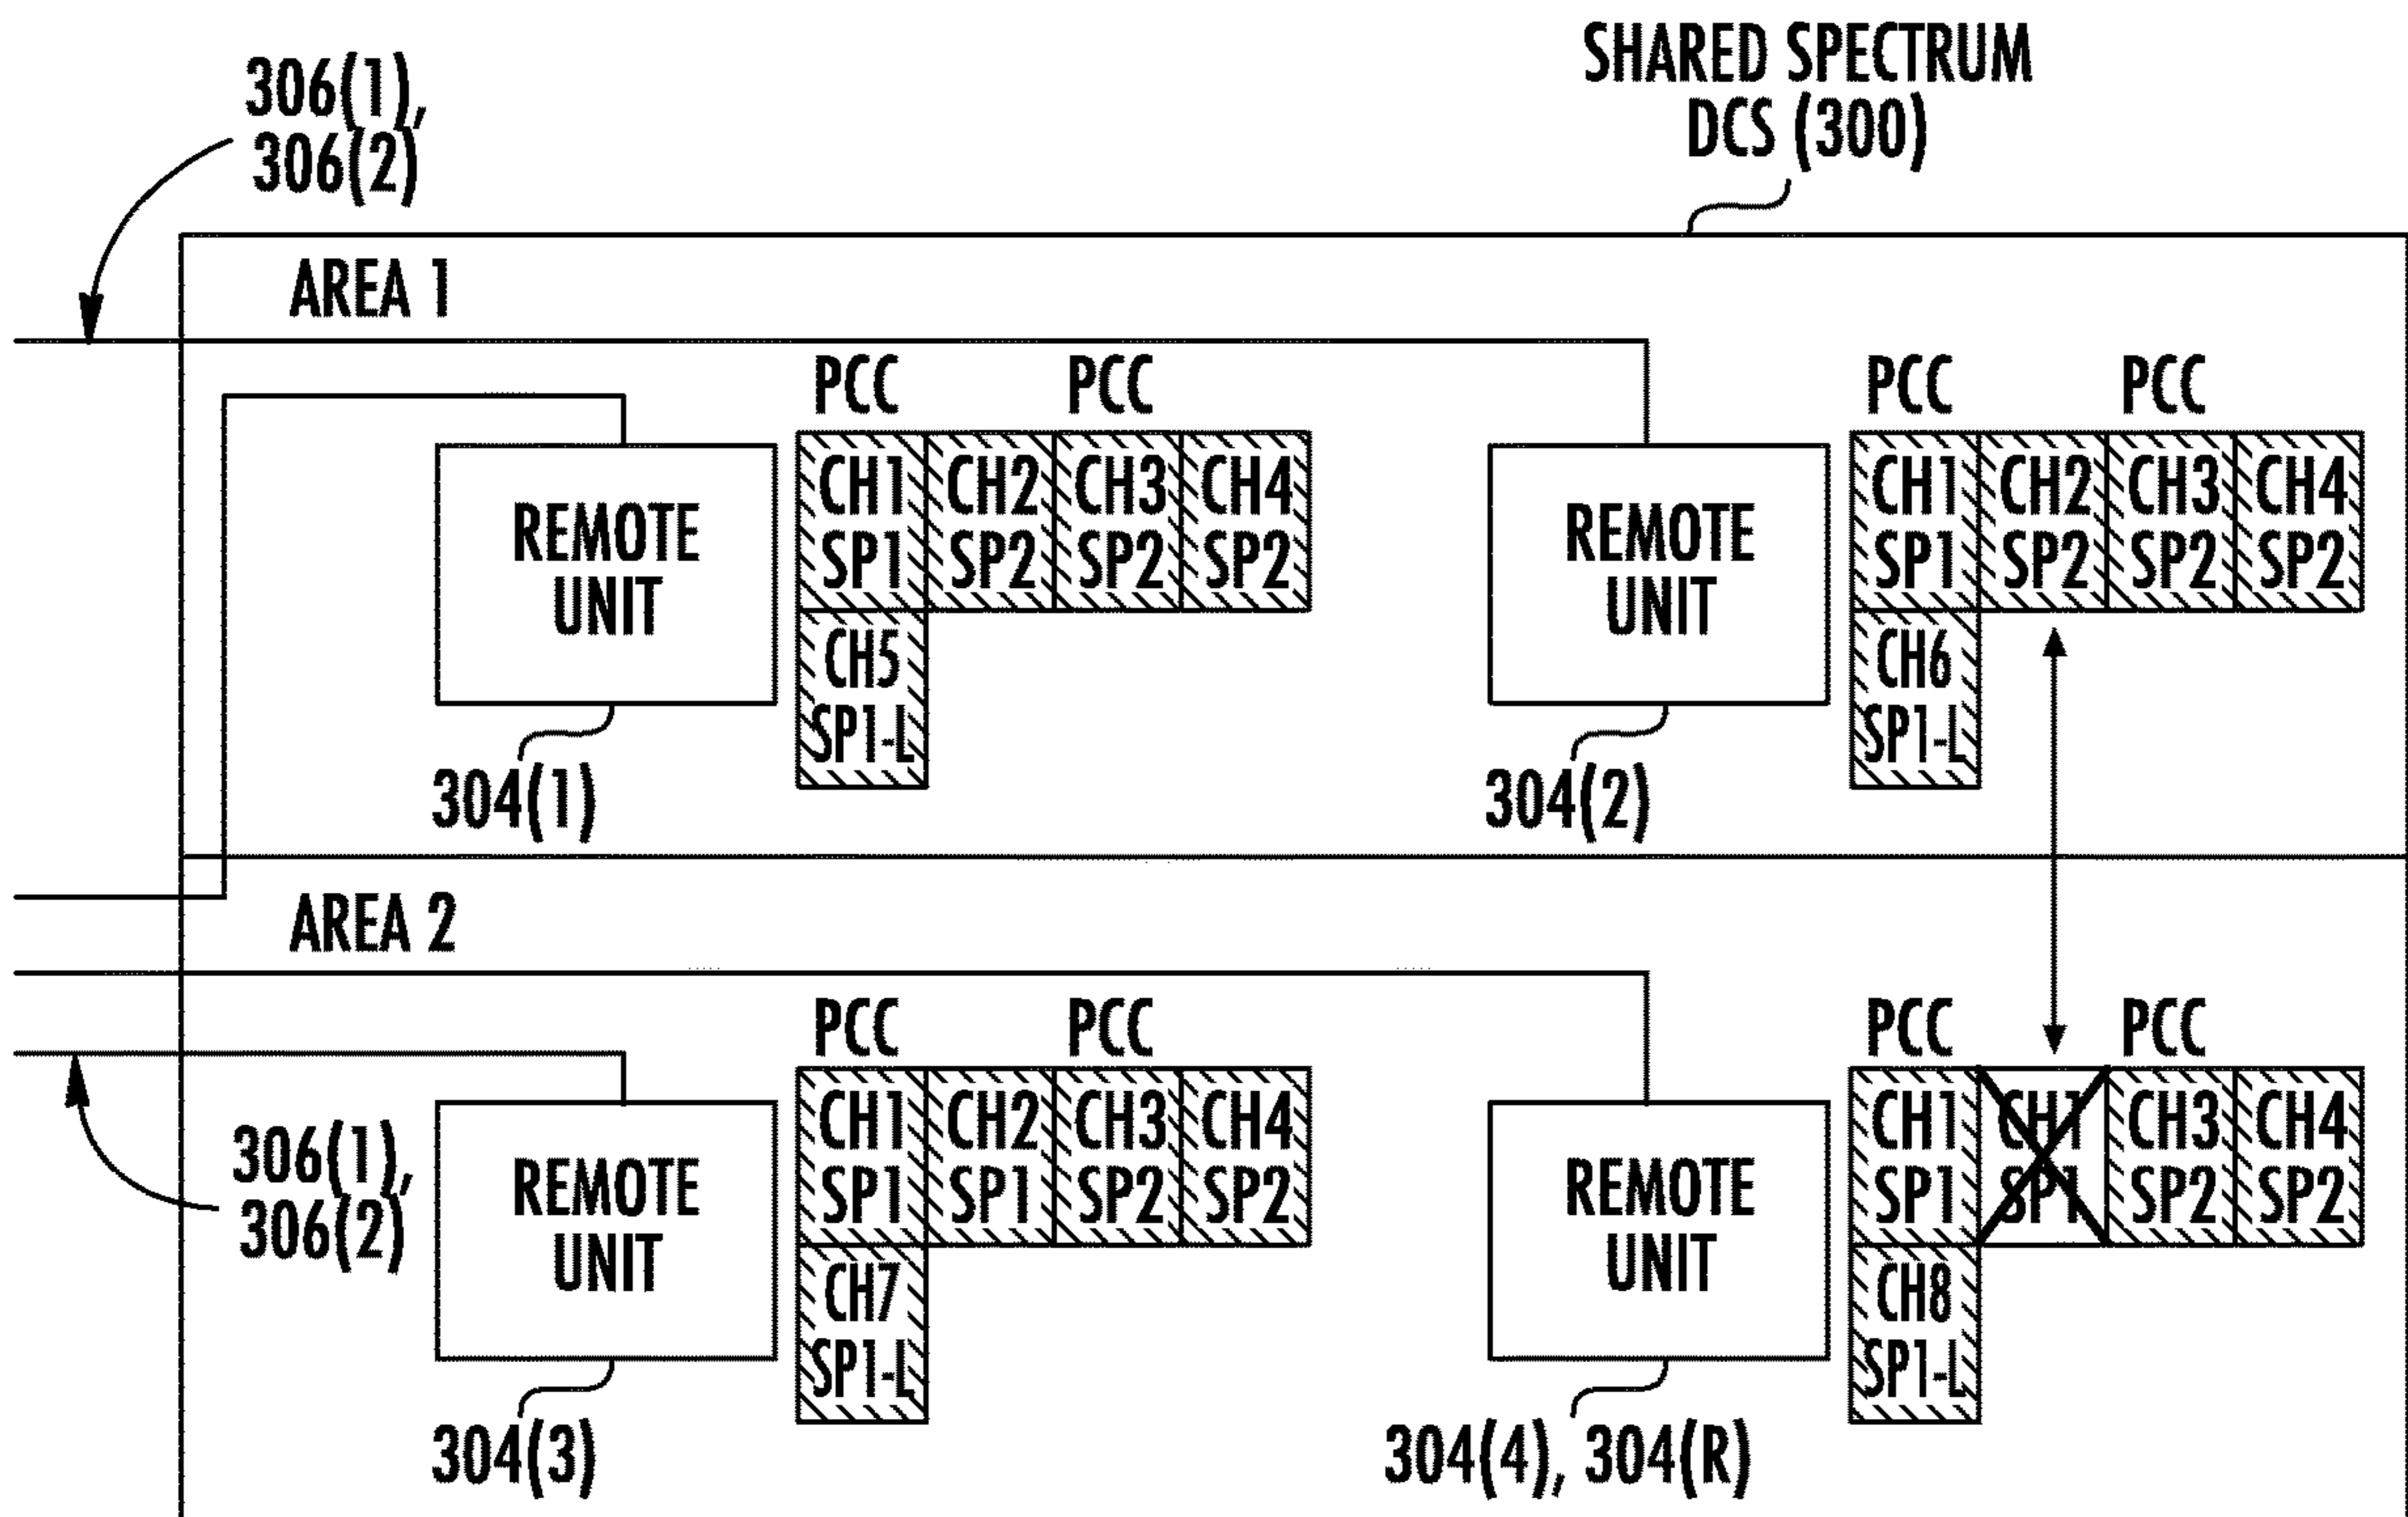 SHARED SPECTRUM
DCS (300)
306(1),
306(2)
AREA 1
PCC PCC
PCC PCC
REMOTE
UNIT
CH1 CH2 CH3 CH4
SP1 SP2 SP2 SP2
CH5
SP1-L
304(1)
REMOTE
UNIT
CH1 CH2 CH3 CH4
SP1 SP2 SP2 SP2
CH6
SP1-L
304(2)
AREA 2
PCC PCC
PCC PCC
306(1),
306(2)
REMOTE
UNIT
CH1 CH2 CH3 CH4
SP1 SP1 SP2 SP2
CH7
SP1-L
304(3)
REMOTE
UNIT
CH1 CH1 CH3 CH4
SP1 SP1 SP2 SP2
CH8
SP1-L
304(4), 304(R)